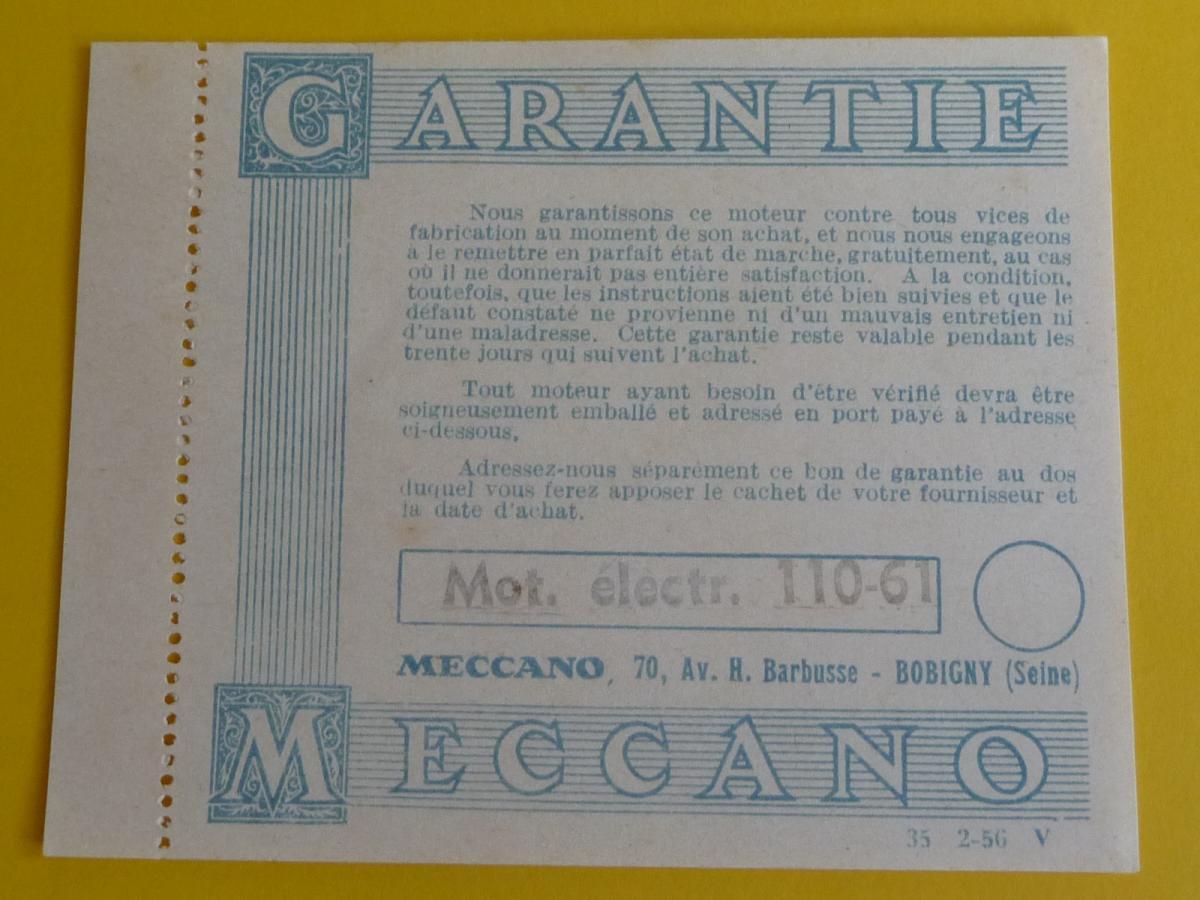 GARANTIE
Nous garantissons ce moteur contre tous vices de
fabrication au moment de son achat, et nous nous engageons
à le remettre en parfait état de marche, gratuitement, au cas
où il ne donnerait pas entière satisfaction. A la condition,
toutefois, que les instructions aient été bien suivies et que le
défaut constaté ne provienne ni d'un mauvais entretien ni
d'une maladresse. Cette garantie reste valable pendant les
trente jours qui suivent l'achat.
Tout moteur ayant besoin d'être vérifié devra être
soigneusement emballé et adressé en port payé à l'adresse
ci-dessous,
Adressez-nous séparément ce bon de garantie au dos
duquel vous ferez apposer le cachet de votre fournisseur et
la date d'achat.
Mot. électr. 110-61
MECCANO, 70, Av. H. Barbusse - BOBIGNY (Seine)
MECCANO
35 2-56 V